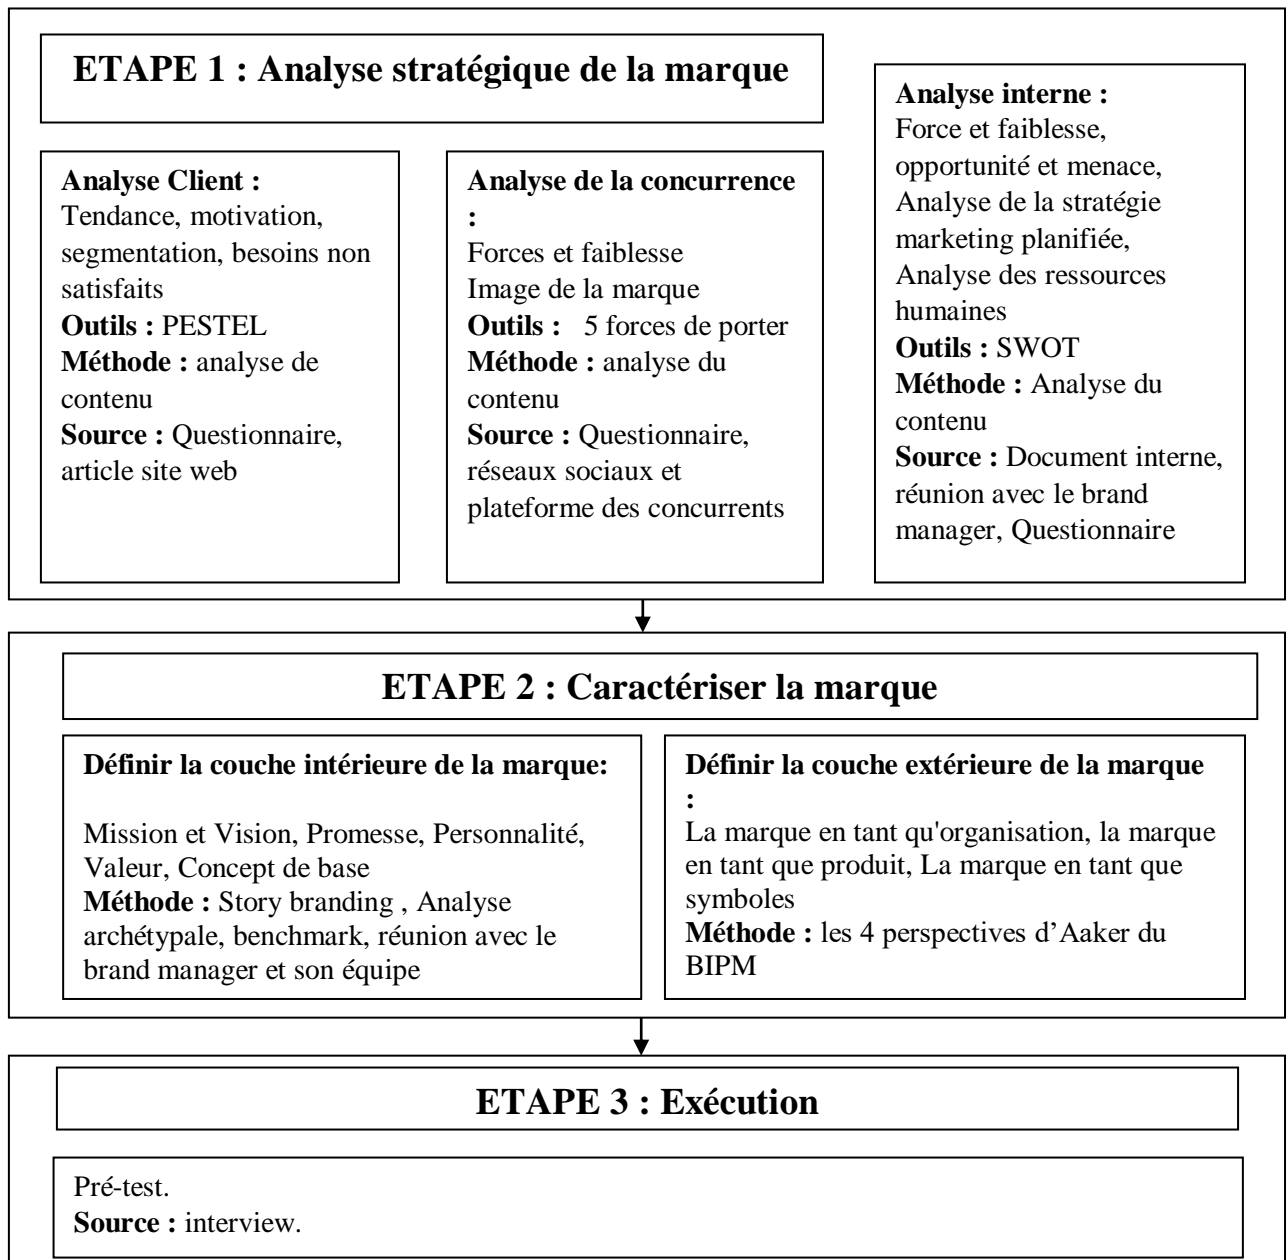 ETAPE 1 : Analyse stratégique de la marque
Analyse Client :
Tendance, motivation,
segmentation, besoins non
satisfaits
Outils : PESTEL
Méthode : analyse de
contenu
Source : Questionnaire,
article site web
Analyse de la concurrence
:
Forces et faiblesse
Image de la marque
Outils : 5 forces de porter
Méthode : analyse du
contenu
Source : Questionnaire,
réseaux sociaux et
plateforme des concurrents
Analyse interne :
Force et faiblesse,
opportunité et menace,
Analyse de la stratégie
marketing planifiée,
Analyse des ressources
humaines
Outils : SWOT
Méthode : Analyse du
contenu
Source : Document interne,
réunion avec le brand
manager, Questionnaire
ETAPE 2 : Caractériser la marque
Définir la couche intérieure de la marque:
Mission et Vision, Promesse, Personnalité,
Valeur, Concept de base
Méthode : Story branding , Analyse
archétypale, benchmark, réunion avec le
brand manager et son équipe
Définir la couche extérieure de la marque
:
La marque en tant qu'organisation, la marque
en tant que produit, La marque en tant que
symboles
Méthode : les 4 perspectives d’Aaker du
BIPM
ETAPE 3 : Exécution
Pré-test.
Source : interview.